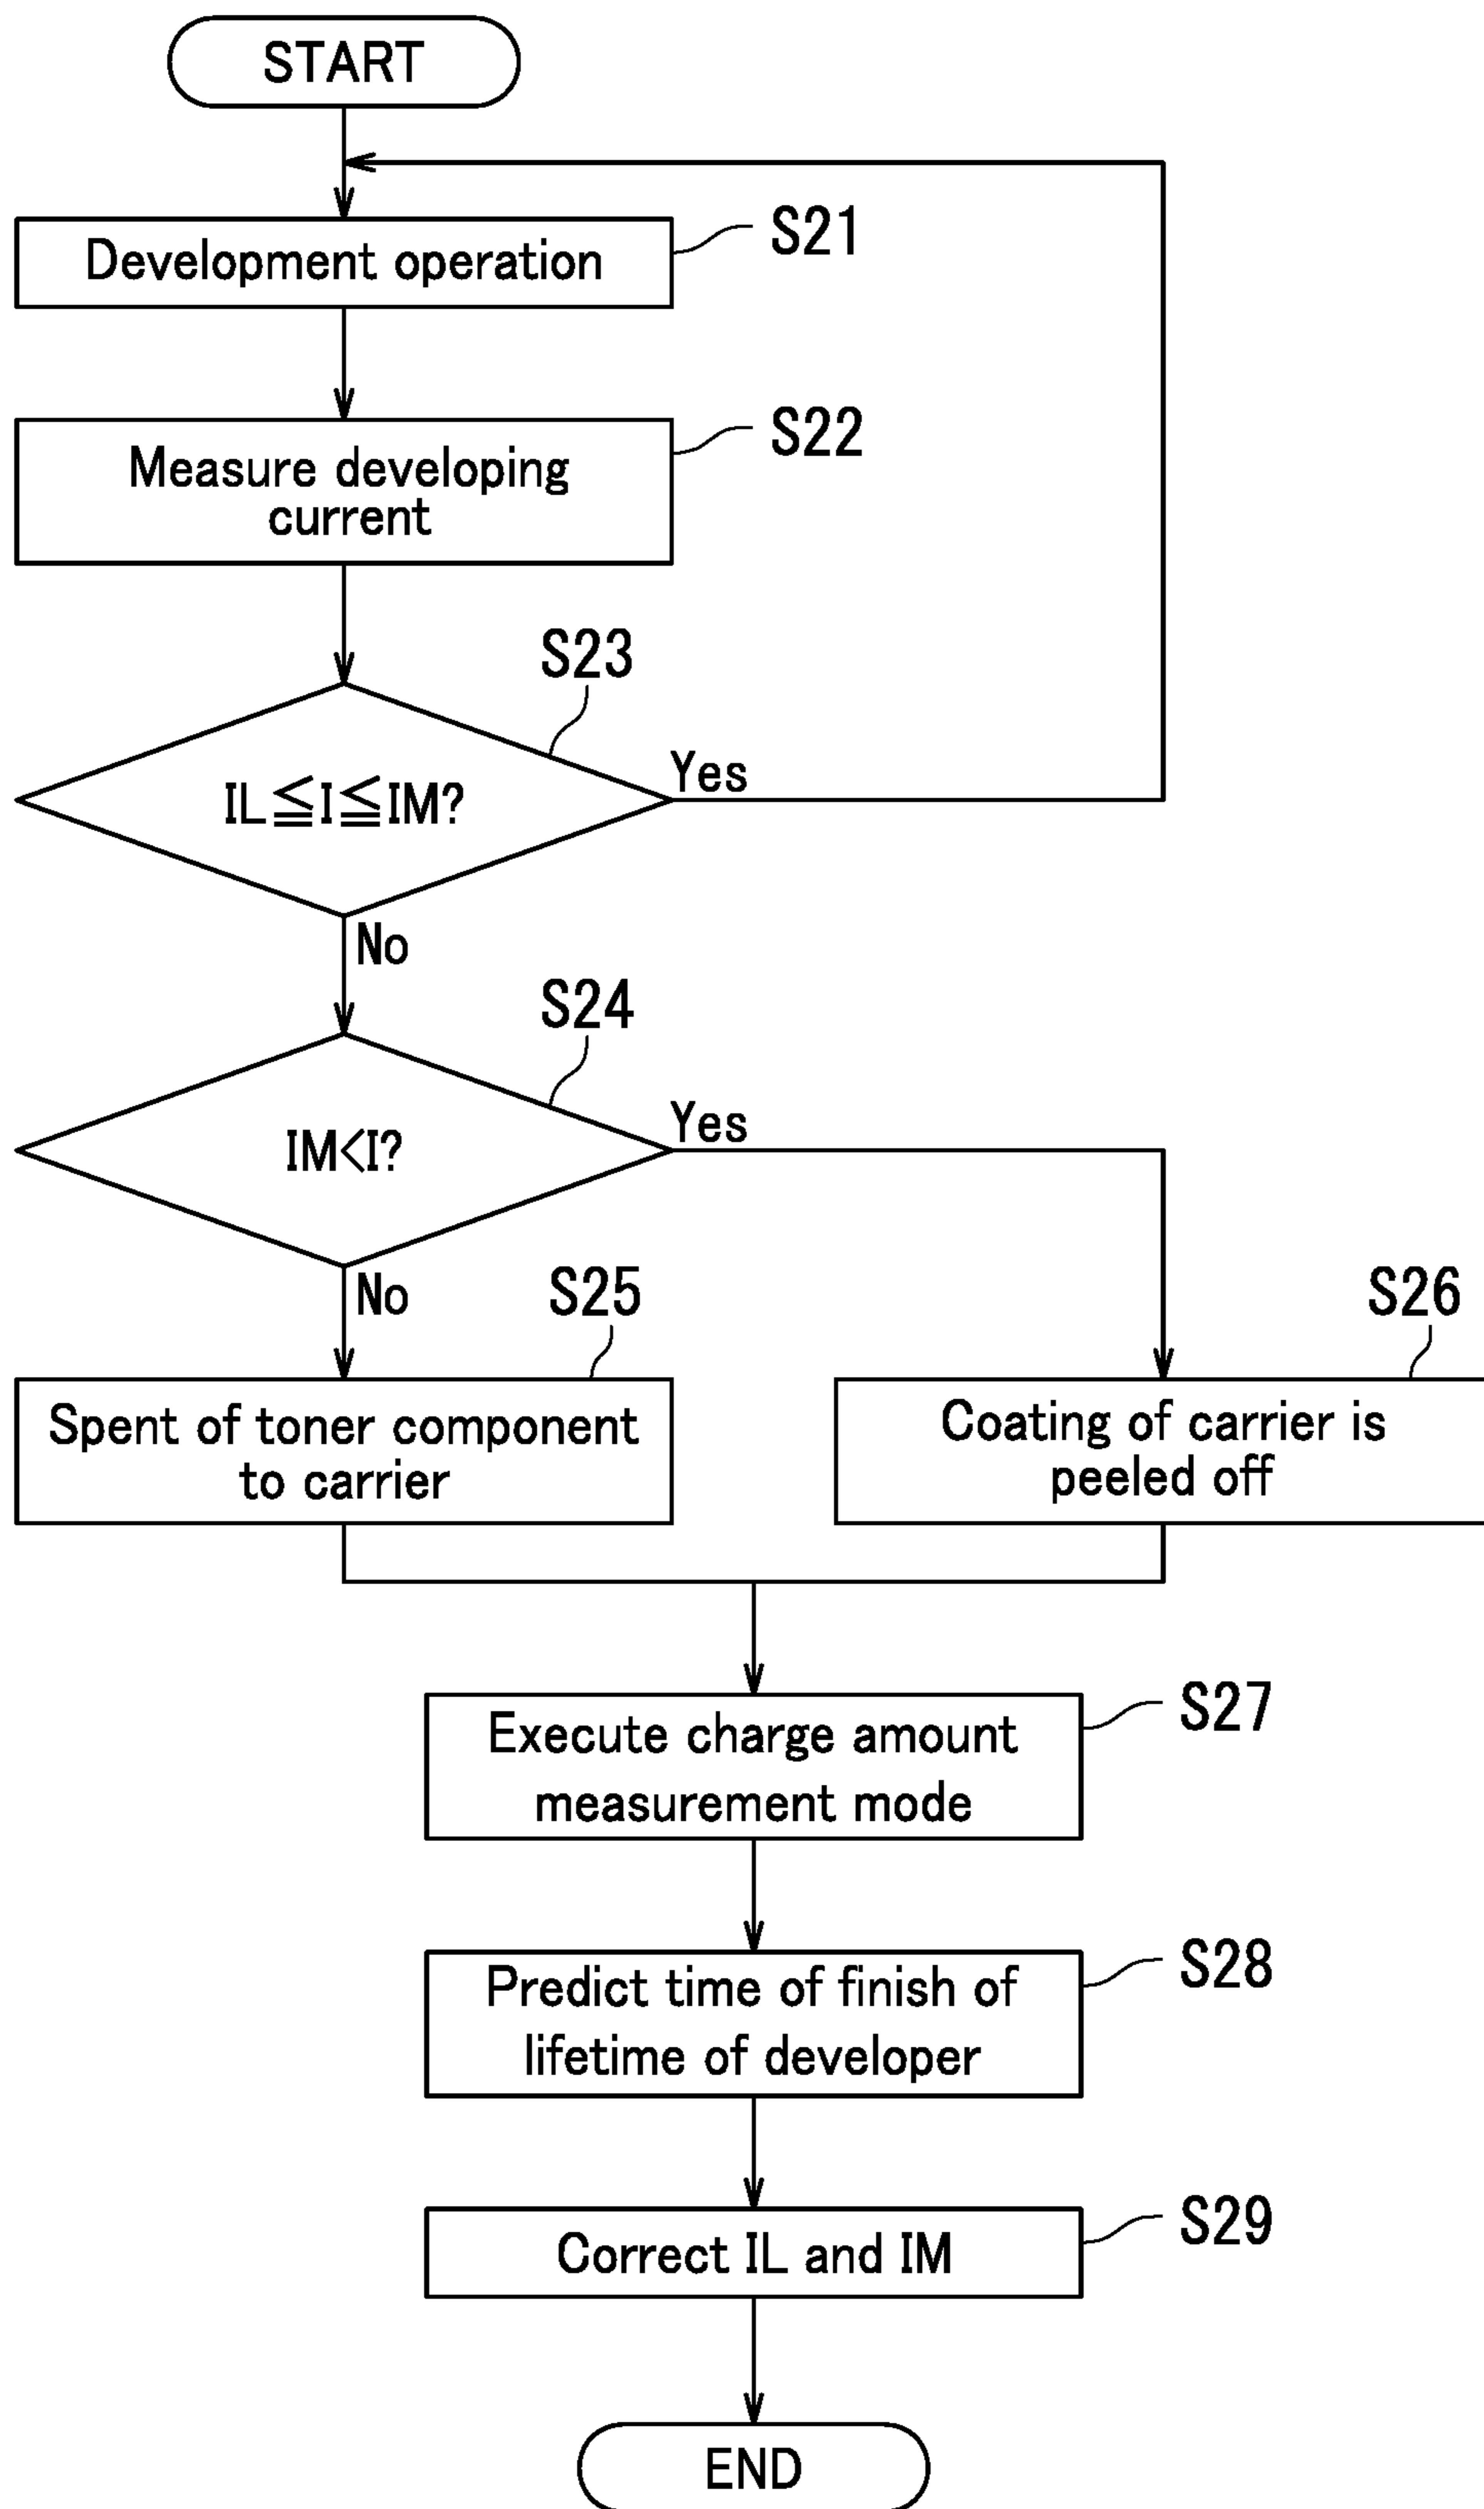 START
Development operation
S21
Measure developing
current
S22
S23
IL≦I≦IM?
Yes
No
S24
IM<I?
Yes
No
S25
Spent of toner component
to carrier
S26
Coating of carrier is
peeled off
Execute charge amount
measurement mode
S27
Predict time of finish of
lifetime of developer
S28
Correct IL and IM
S29
END